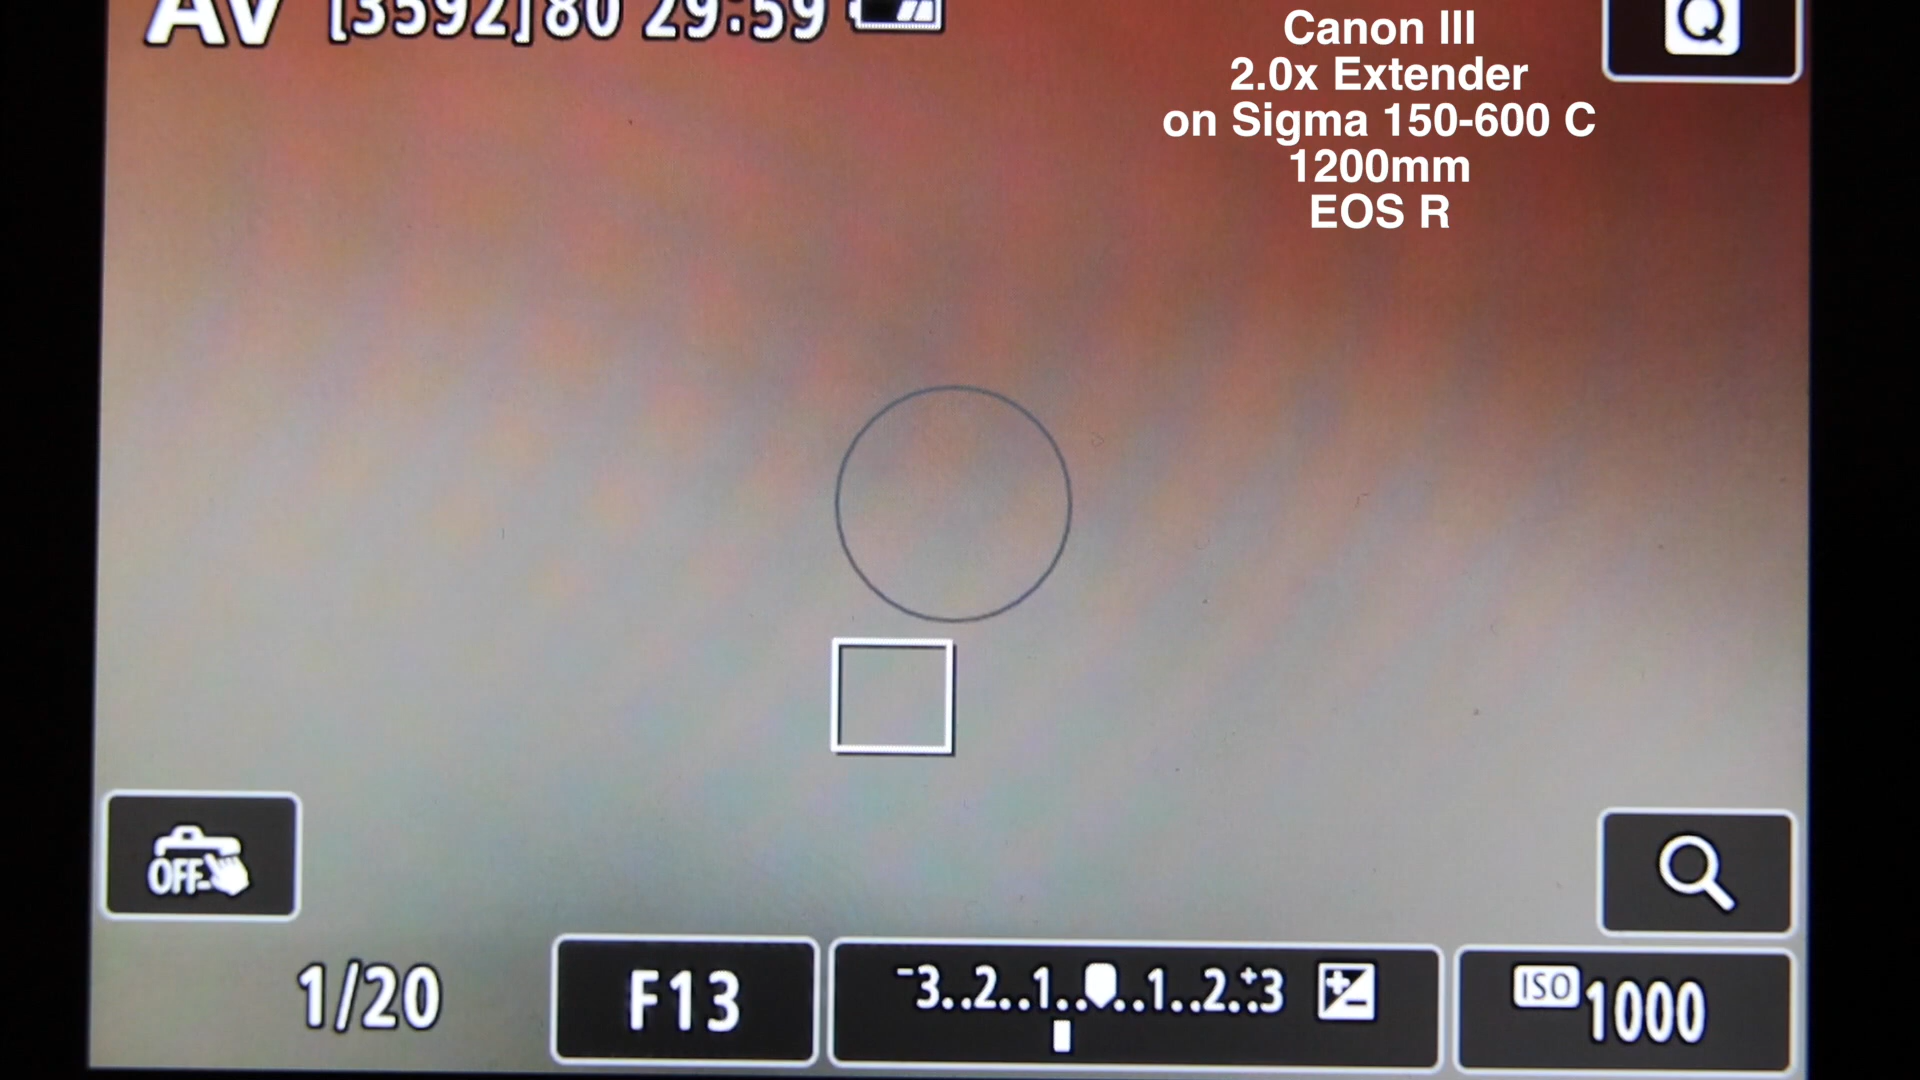 Av [3592] 80 29:59
Q
Canon III
2.0x Extender
on Sigma 150-600 C
1200mm
EOS R
OFF
1/20
F13
-3..2..1....1..2..+3
ISO 1000